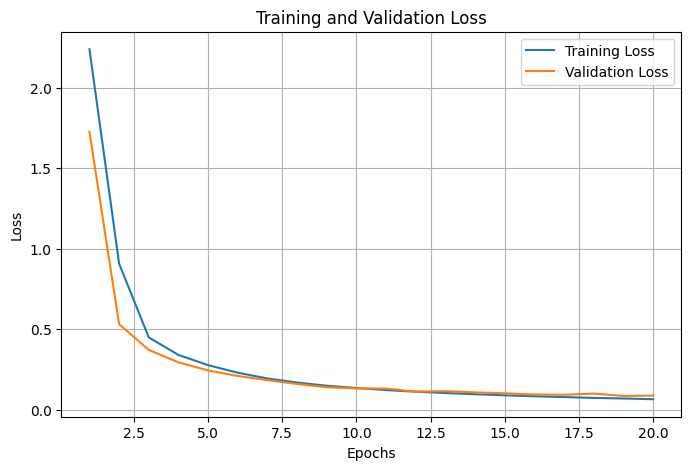 Training and Validation Loss
Training Loss
Validation Loss
2.0
1.5
1.0
0.5
0.0
Loss
2.5
5.0
7.5
10.0
12.5
15.0
17.5
20.0
Epochs